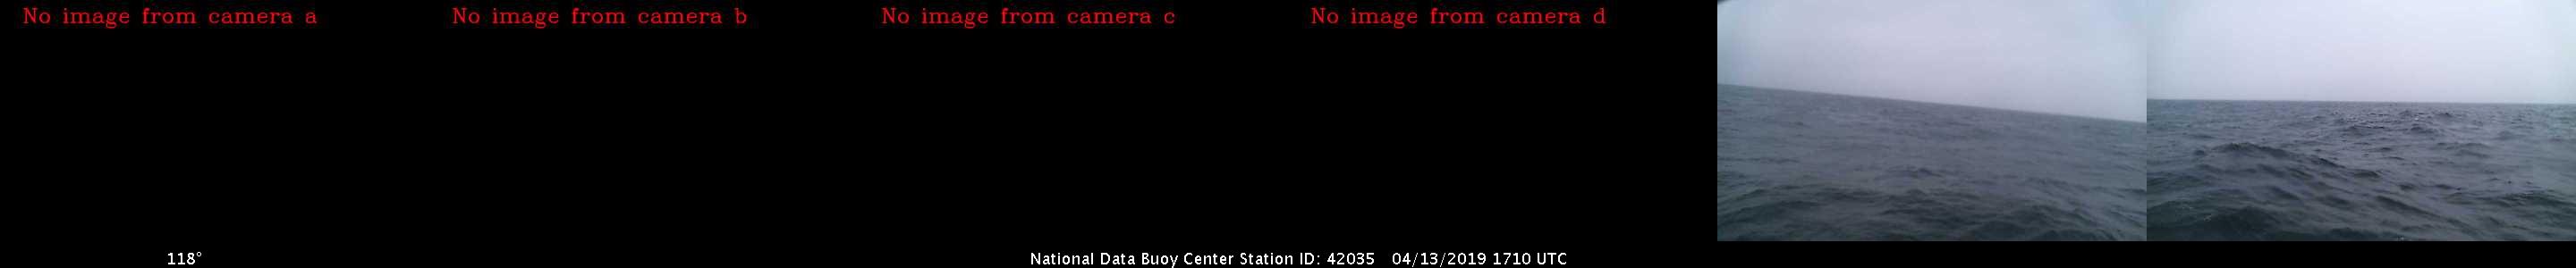 No image from camera a
No image from camera b
No image from camera c
No image from camera d
118°
National Data Buoy Center Station ID: 42035 04/13/2019 1710 UTC